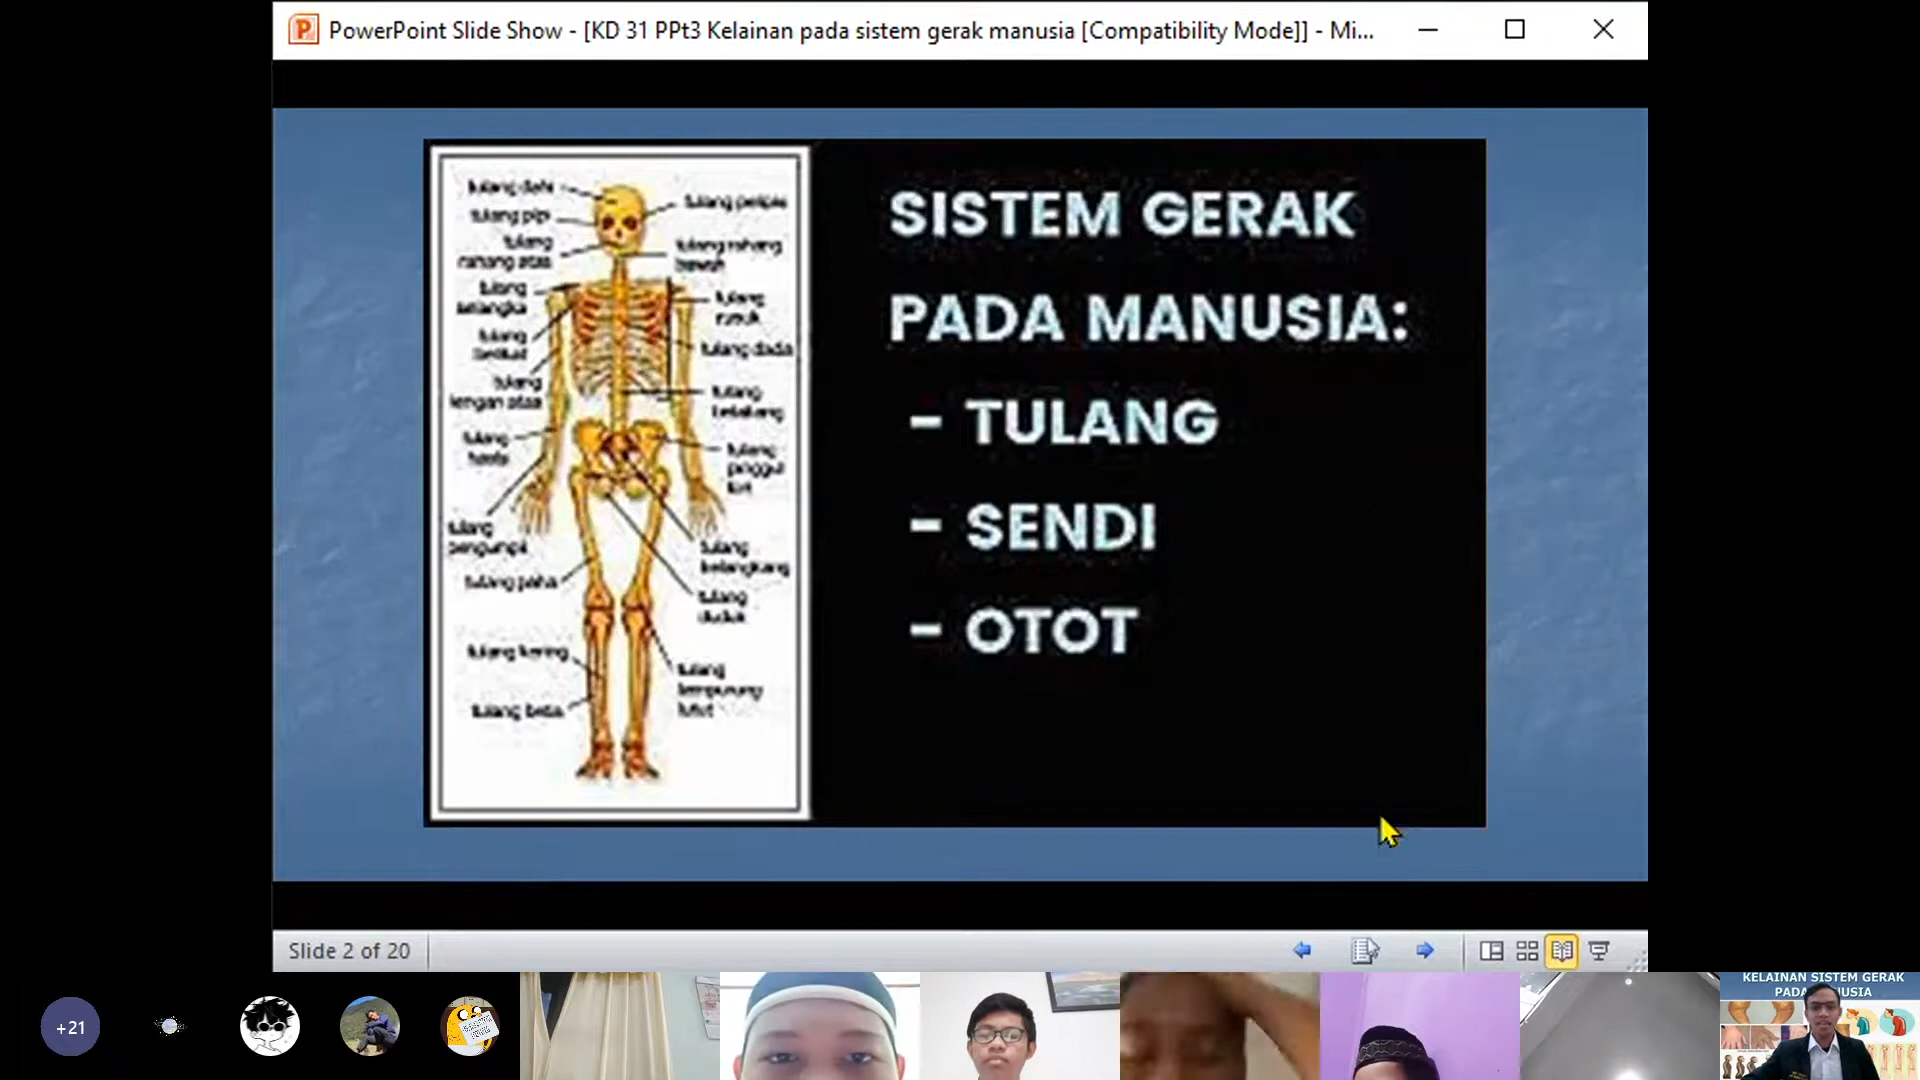 PowerPoint Slide Show - [KD 31 PPt3 Kelainan pada sistem gerak manusia [Compatibility Mode]] - Mi...
tulang dahi
tulang pelipis
tulang pipi
tulang
rahang atas
tulang rahang
bawah
tulang
belangka
tulang
rusuk
tulang
belikat
tulang dada
tulang
lengan atas
tulang
belakang
tulang
hasta
tulang
pinggul
tulang
pengumpil
tulang
kelangkang
tulang paha
tulang
duduk
tulang kering
tulang
tempurung
lutut
tulang betis
SISTEM GERAK
PADA MANUSIA:
- TULANG
- SENDI
- OTOT
Slide 2 of 20
+21
KELAINAN SISTEM GERAK
PADA MANUSIA